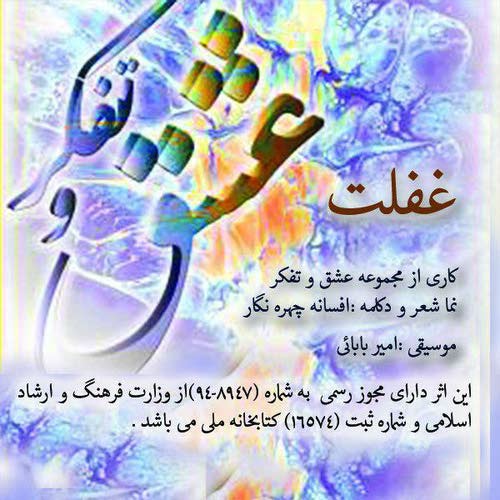 عشق و تفکر
غفلت
کاری از مجموعه عشق و تفکر
نما شعر و دکلمه :افسانه چهره نگار
موسیقی :امیر بابائی
این اثر دارای مجوز رسمی به شماره (۸۹۴۷-۹۴)از وزارت فرهنگ و ارشاد
اسلامی و شماره ثبت (۱۶۵۷۴) کتابخانه ملی می باشد .